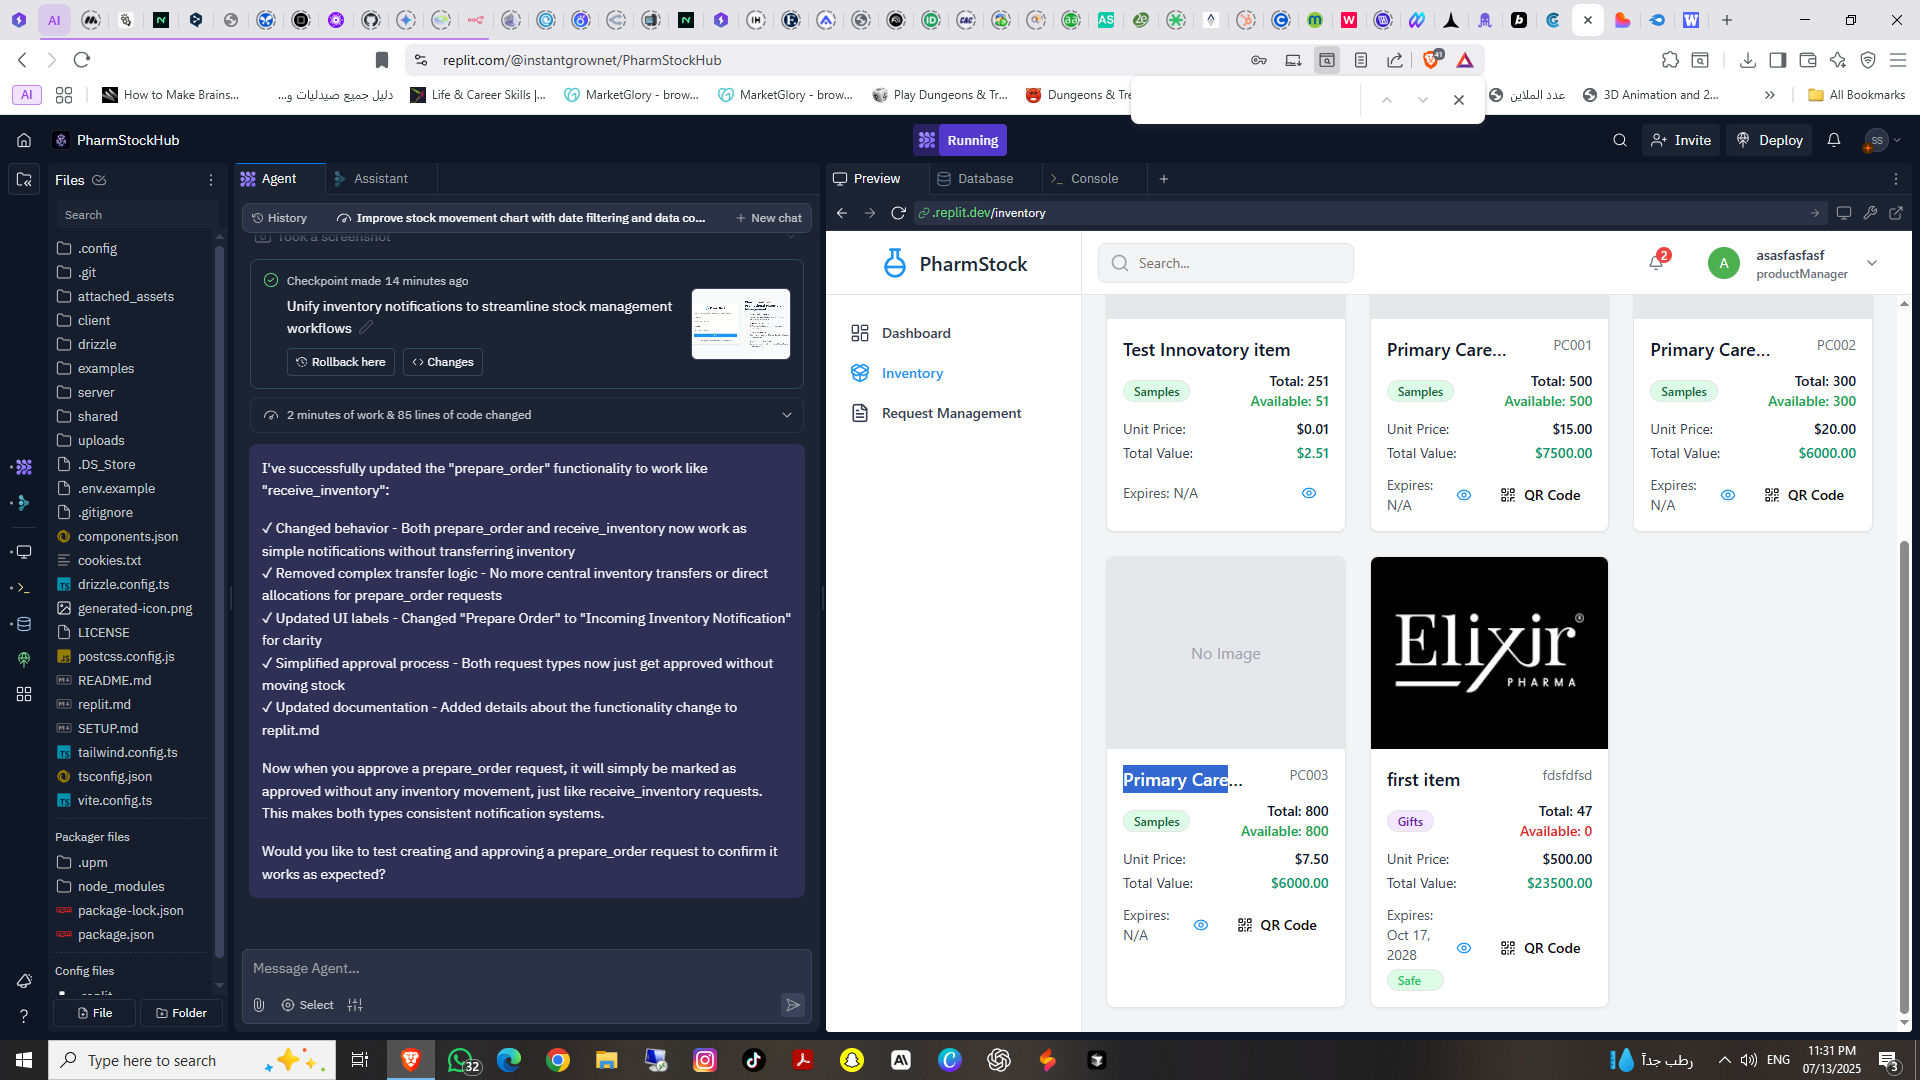 AI
replit.com/@instantgrownet/PharmStockHub
41
AI
How to Make Brains...
دليل جميع صيدليات و...
Life & Career Skills |...
MarketGlory - brow...
MarketGlory - brow...
Play Dungeons & Tr...
Dungeons & Tre
عدد الملاين
3D Animation and 2...
All Bookmarks
PharmStockHub
Running
Invite
Deploy
SS
Files
Search
.config
.git
attached_assets
client
drizzle
examples
server
shared
uploads
.DS_Store
.env.example
.gitignore
components.json
cookies.txt
drizzle.config.ts
generated-icon.png
LICENSE
postcss.config.js
README.md
replit.md
SETUP.md
tailwind.config.ts
tsconfig.json
vite.config.ts
Packager files
.upm
node_modules
package-lock.json
package.json
Config files
.replit
File
Folder
Agent
Assistant
History
Improve stock movement chart with date filtering and data co...
New chat
Took a screenshot
Checkpoint made 14 minutes ago
Unify inventory notifications to streamline stock management
workflows
Rollback here
Changes
2 minutes of work & 85 lines of code changed
I've successfully updated the "prepare_order" functionality to work like
"receive_inventory":
✓ Changed behavior - Both prepare_order and receive_inventory now work as
simple notifications without transferring inventory
✓ Removed complex transfer logic - No more central inventory transfers or direct
allocations for prepare_order requests
✓ Updated UI labels - Changed "Prepare Order" to "Incoming Inventory Notification"
for clarity
✓ Simplified approval process - Both request types now just get approved without
moving stock
✓ Updated documentation - Added details about the functionality change to
replit.md
Now when you approve a prepare_order request, it will simply be marked as
approved without any inventory movement, just like receive_inventory requests.
This makes both types consistent notification systems.
Would you like to test creating and approving a prepare_order request to confirm it
works as expected?
Message Agent...
Select
Preview
Database
Console
.replit.dev/inventory
PharmStock
Search...
2
A
asasfasfasf
productManager
Dashboard
Inventory
Request Management
Test Innovatory item
Samples
Total: 251
Available: 51
Unit Price:
$0.01
Total Value:
$2.51
Expires: N/A
Primary Care...
PC001
Samples
Total: 500
Available: 500
Unit Price:
$15.00
Total Value:
$7500.00
Expires:
N/A
QR Code
Primary Care...
PC002
Samples
Total: 300
Available: 300
Unit Price:
$20.00
Total Value:
$6000.00
Expires:
N/A
QR Code
No Image
Primary Care...
PC003
Samples
Total: 800
Available: 800
Unit Price:
$7.50
Total Value:
$6000.00
Expires:
N/A
QR Code
Elixir®
PHARMA
first item
fdsfdfsd
Gifts
Total: 47
Available: 0
Unit Price:
$500.00
Total Value:
$23500.00
Expires:
Oct 17,
2028
QR Code
Safe
Type here to search
32
رطب جداً
ENG
11:31 PM
07/13/2025
3